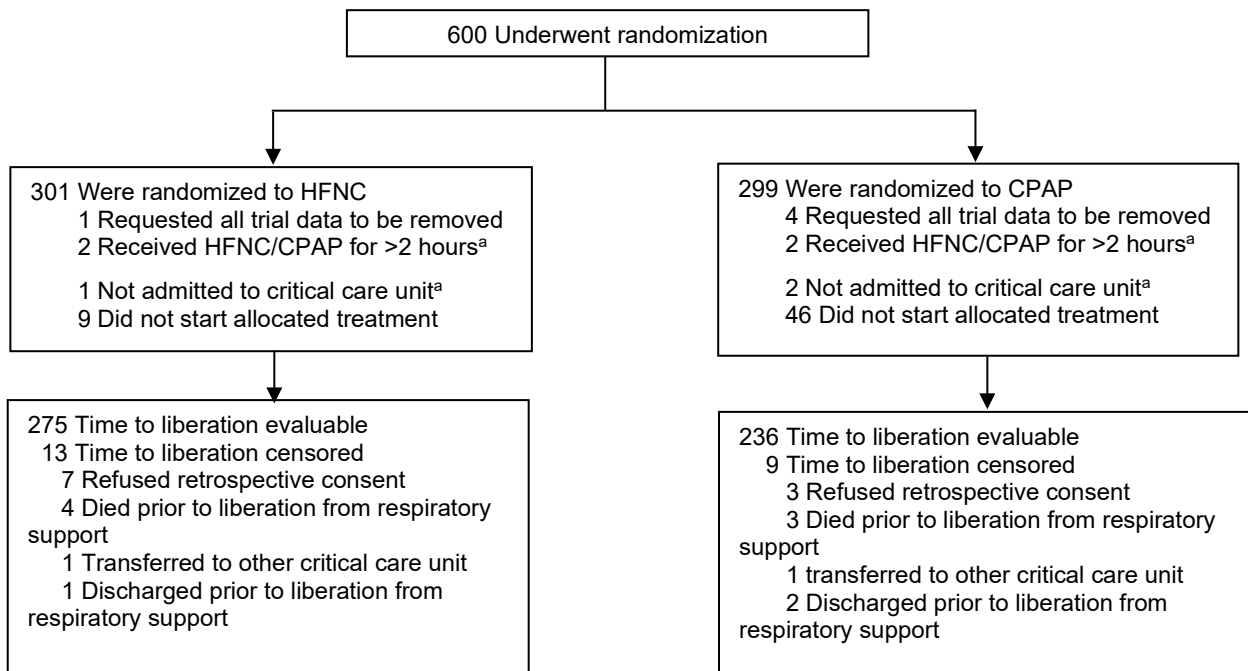 600 Underwent randomization
301 Were randomized to HFNC
1 Requested all trial data to be removed
2 Received HFNC/CPAP for >2 hoursᵃ
1 Not admitted to critical care unitᵃ
9 Did not start allocated treatment
299 Were randomized to CPAP
4 Requested all trial data to be removed
2 Received HFNC/CPAP for >2 hoursᵃ
2 Not admitted to critical care unitᵃ
46 Did not start allocated treatment
275 Time to liberation evaluable
13 Time to liberation censored
7 Refused retrospective consent
4 Died prior to liberation from respiratory
support
1 Transferred to other critical care unit
1 Discharged prior to liberation from
respiratory support
236 Time to liberation evaluable
9 Time to liberation censored
3 Refused retrospective consent
3 Died prior to liberation from respiratory
support
1 transferred to other critical care unit
2 Discharged prior to liberation from
respiratory support